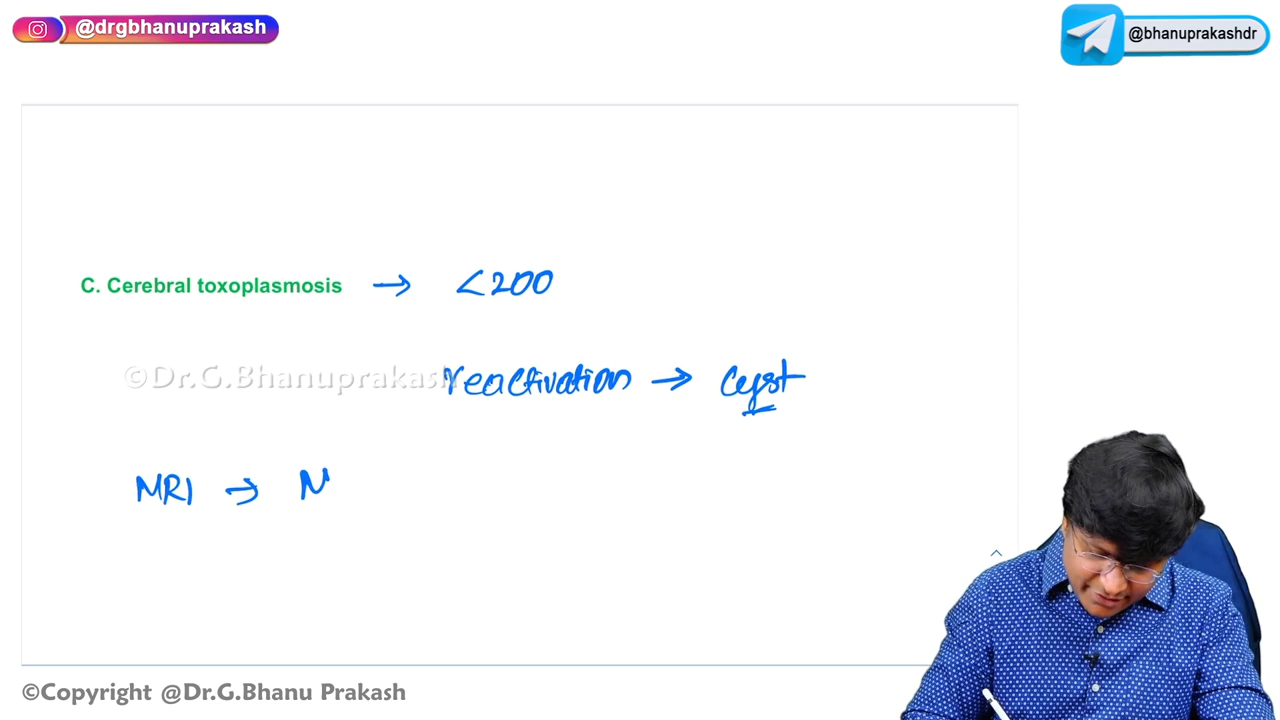 @drgbhanuprakash
@bhanuprakashdr
C. Cerebral toxoplasmosis → <200
©Dr.G.Bhanuprakash
reactivation → cyst
MRI →
©Copyright @Dr.G.Bhanu Prakash